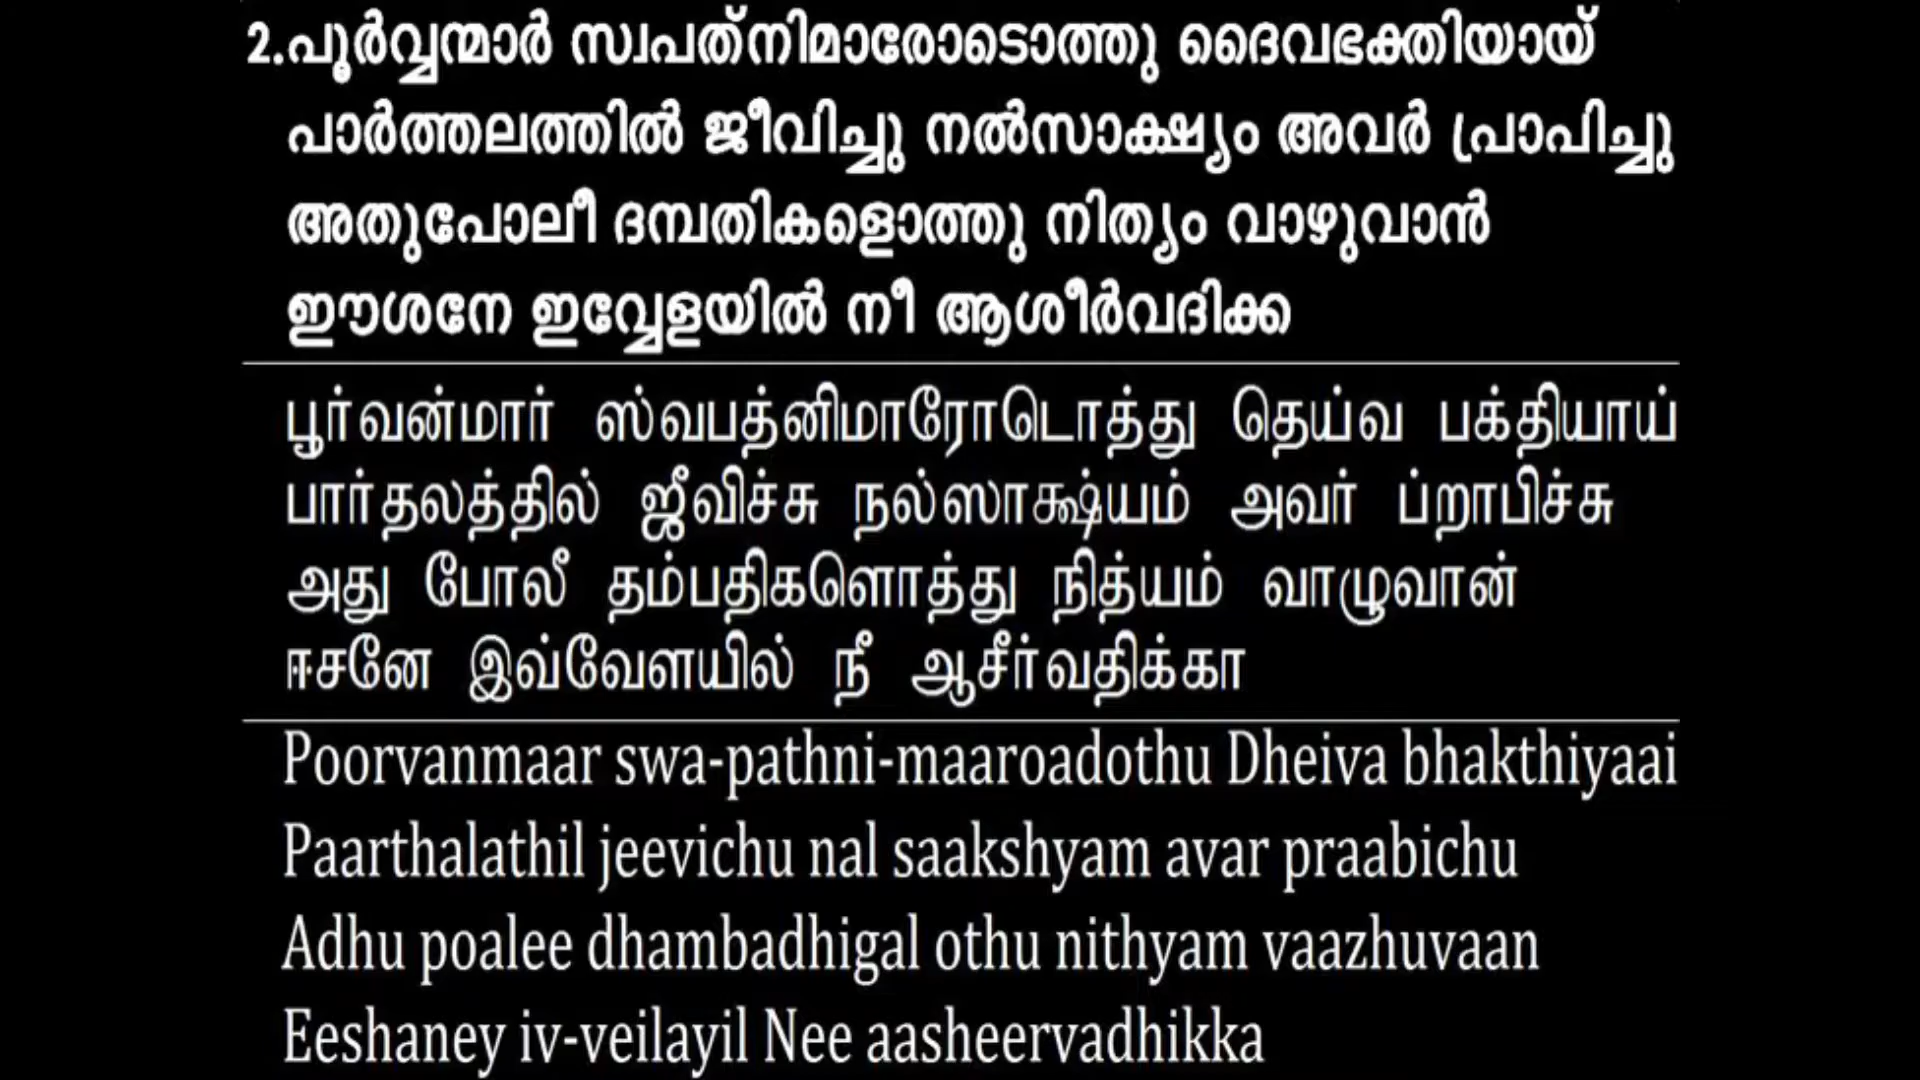 2.പൂർവ്വന്മാർ സ്വപത്നിമാരോടൊത്തു ദൈവഭക്തിയായ്
പാർത്തലത്തിൽ ജീവിച്ചു നൽസാക്ഷ്യം അവർ പ്രാപിച്ചു
അതുപോലീ ദമ്പതികളൊത്തു നിത്യം വാഴുവാൻ
ഈശനേ ഇവ്വേളയിൽ നീ ആശീർവദിക്ക
பூர்வன்மார் ஸ்வபத்னிமாரோடொத்து தெய்வ பக்தியாய்
பார்தலத்தில் ஜீவிச்சு நல்ஸாக்ஷ்யம் அவர் ப்றாபிச்சு
அது போலீ தம்பதிகளொத்து நித்யம் வாழுவான்
ஈசனே இவ்வேளயில் நீ ஆசீர்வதிக்கா
Poorvanmaar swa-pathni-maaroadothu Dheiva bhakthiyaai
Paarthalathil jeevichu nal saakshyam avar praabichu
Adhu poalee dhambadhigal othu nithyam vaazhuvaan
Eeshaney iv-veilayil Nee aasheervadhikka